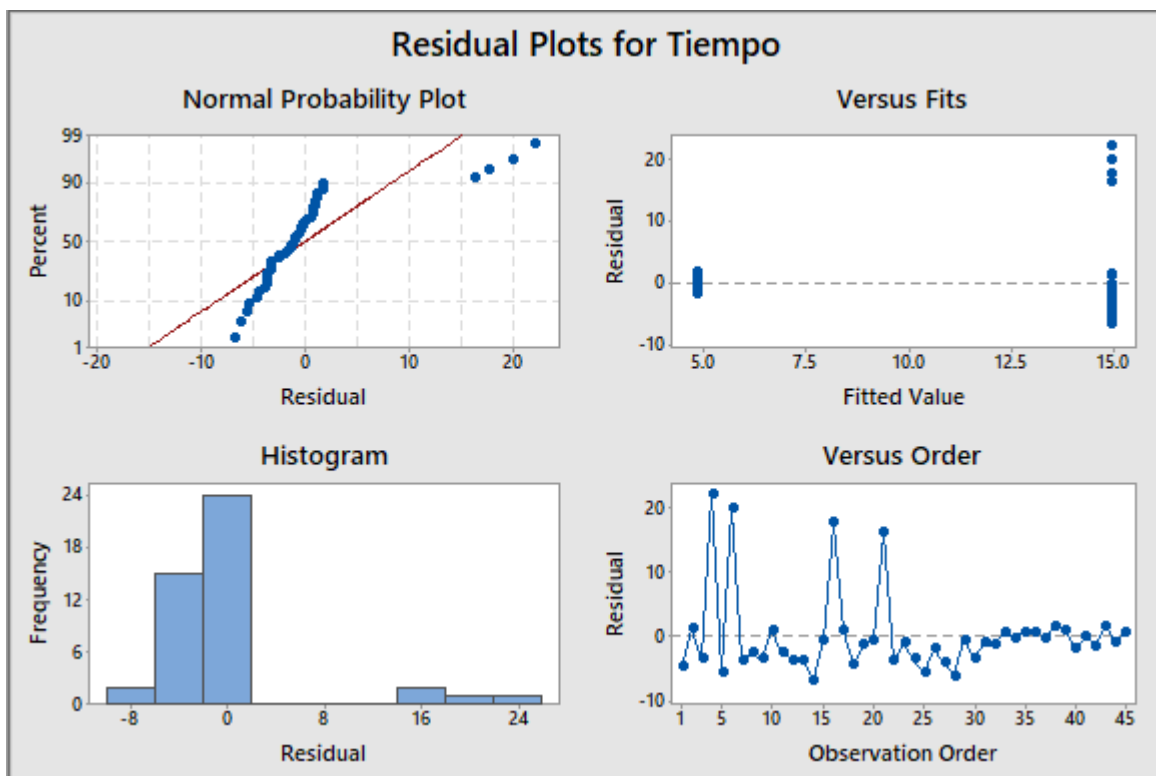 Residual Plots for Tiempo
Normal Probability Plot
99
90
50
10
1
Percent
-20 -10 0 10 20
Residual
Versus Fits
20
10
0
-10
Residual
5.0 7.5 10.0 12.5 15.0
Fitted Value
Histogram
24
18
12
6
0
Frequency
-8 0 8 16 24
Residual
Versus Order
20
10
0
-10
Residual
1 5 10 15 20 25 30 35 40 45
Observation Order